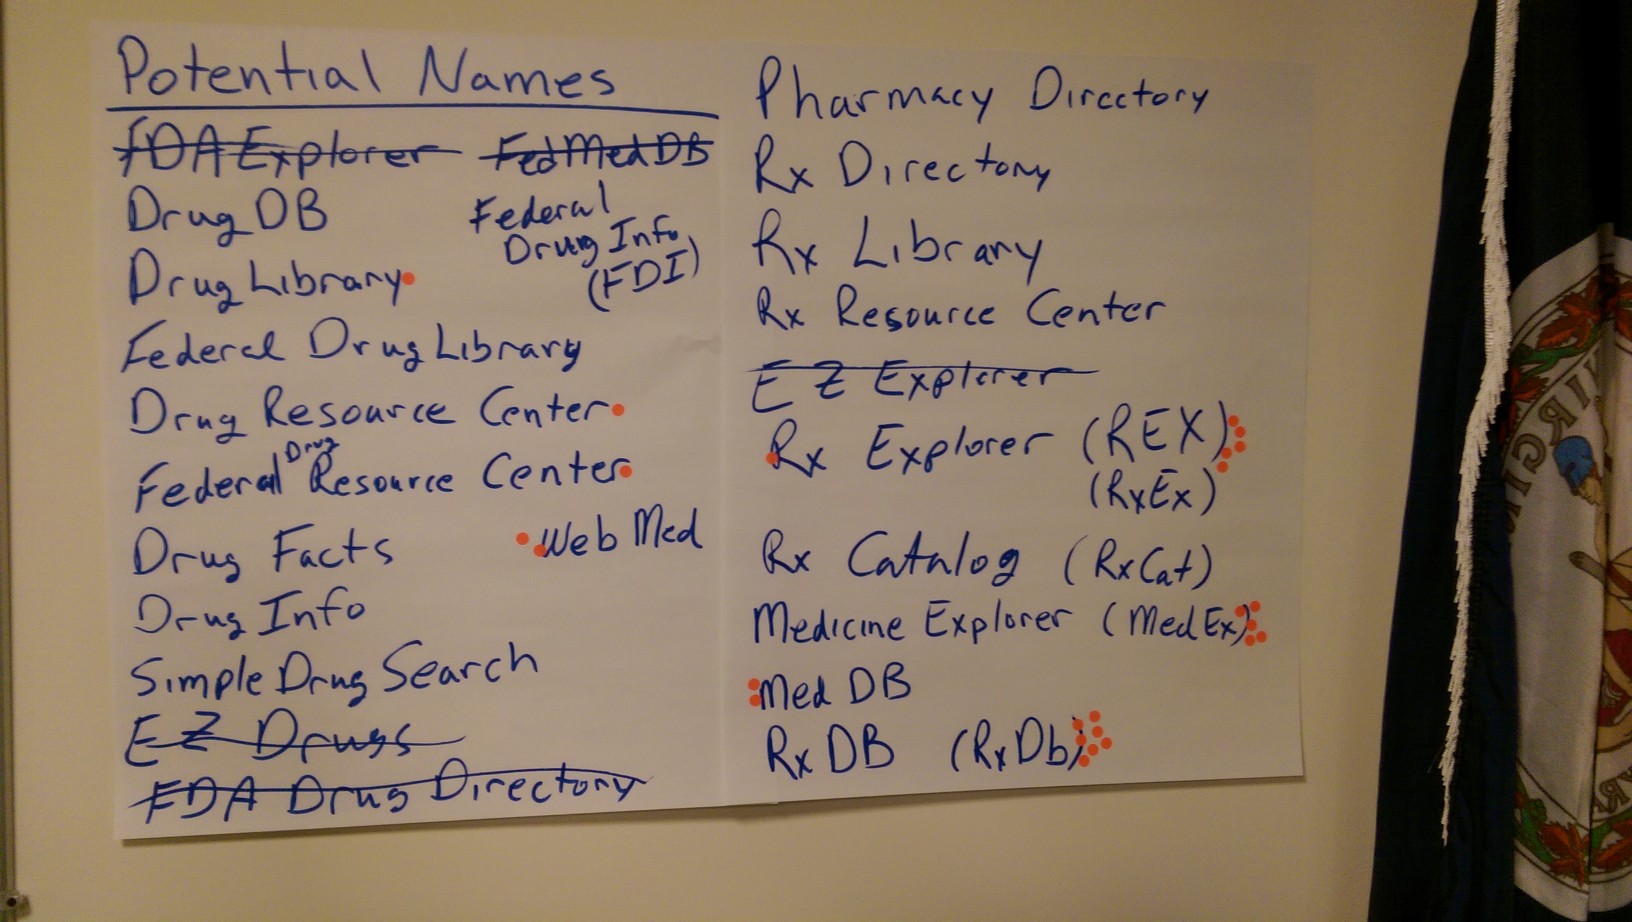 Potential Names
FDA Explorer FedMedDB
Drug DB
Federal
Drug Info
(FDI)
Drug Library
Federal Drug Library
Drug Resource Center
Federal Drug Resource Center
Drug Facts
Web Med
Drug Info
Simple Drug Search
EZ Drugs
FDA Drug Directory
Pharmacy Directory
Rx Directory
Rx Library
Rx Resource Center
EZ Explorer
Rx Explorer (REX)
(RxEx)
Rx Catalog (RxCat)
Medicine Explorer (MedEx)
Med DB
RxDB (RxDb)